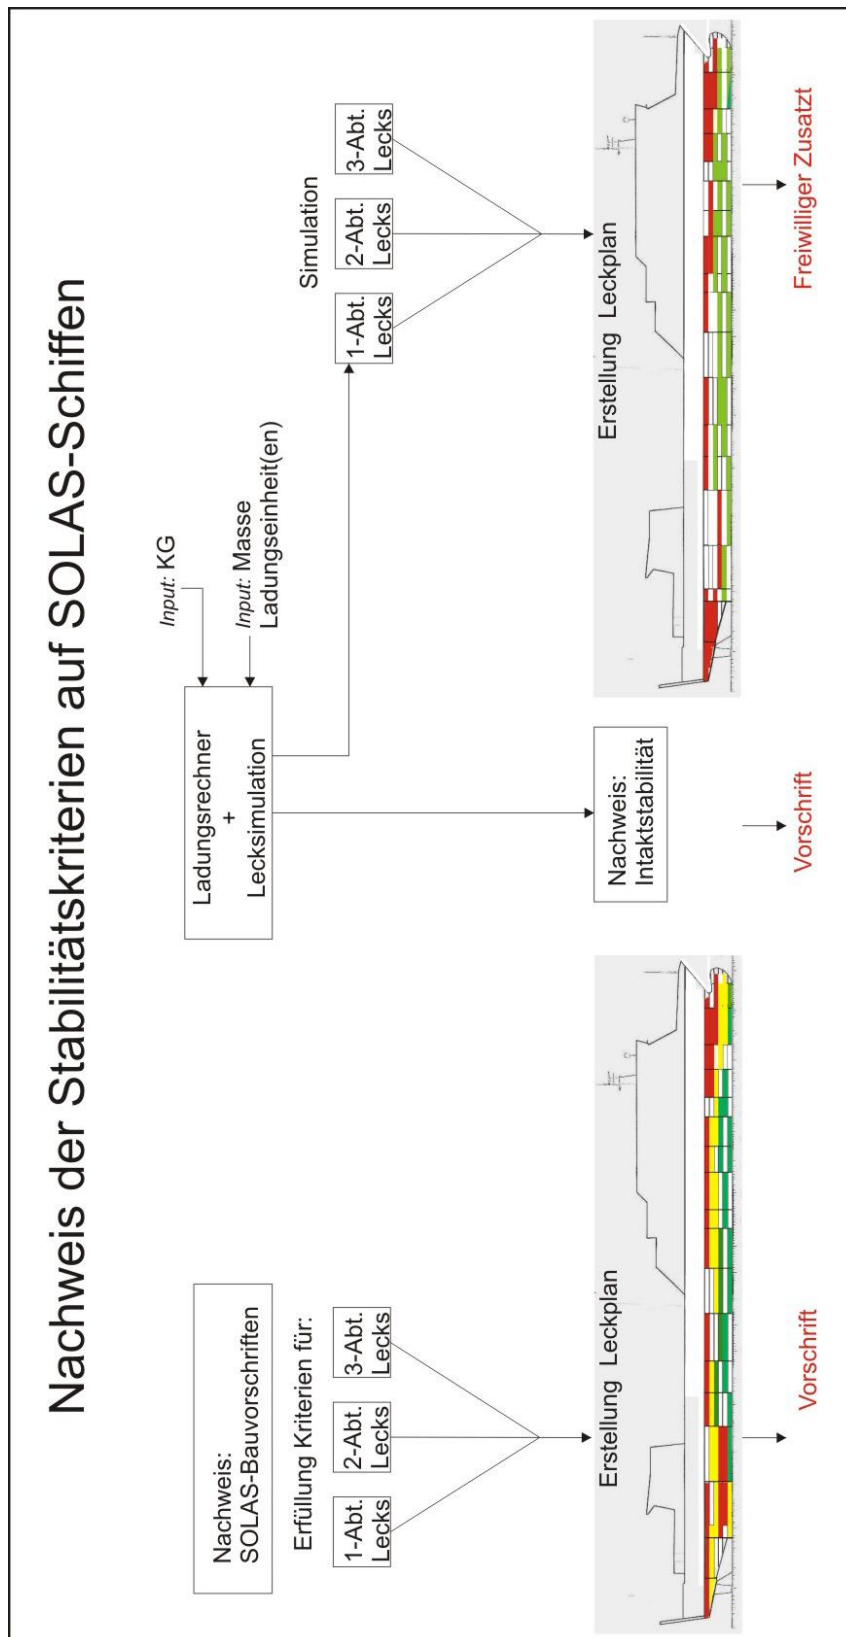 Nachweis der Stabilitätskriterien auf SOLAS-Schiffen
Nachweis:
SOLAS-Bauvorschriften
Erfüllung Kriterien für:
1-Abt.
Lecks
2-Abt.
Lecks
3-Abt.
Lecks
Erstellung Leckplan
Vorschrift
Ladungsrechner
+
Lecksimulation
Input: KG
Input: Masse
Ladungseinheit(en)
Nachweis:
Intaktstabilität
Vorschrift
Simulation
1-Abt.
Lecks
2-Abt.
Lecks
3-Abt.
Lecks
Erstellung Leckplan
Freiwilliger Zusatzt